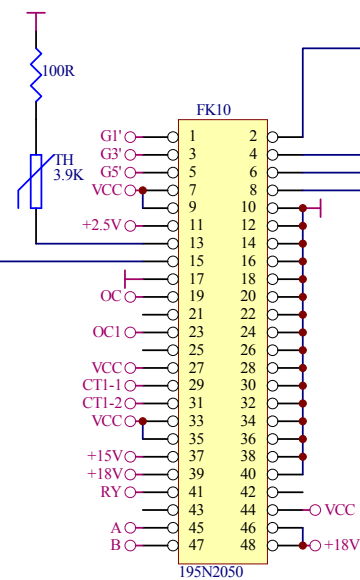 100R
TH
3.9K
FK10
G1' 1 2
G3' 3 4
G5' 5 6
VCC 7 8
9 10
+2.5V 11 12
13 14
15 16
17 18
OC 19 20
21 22
OC1 23 24
25 26
VCC 27 28
CT1-1 29 30
CT1-2 31 32
VCC 33 34
35 36
+15V 37 38
+18V 39 40
RY 41 42
43 44 VCC
A 45 46
B 47 48 +18V
195N2050